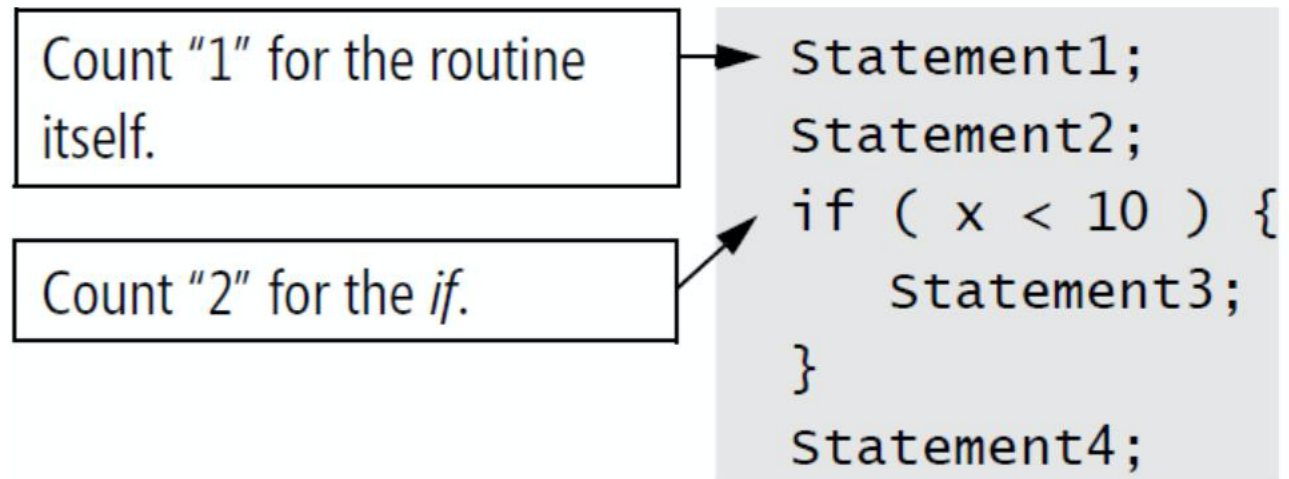 Count “1” for the routine
itself.
Count “2” for the if.
Statement1;
Statement2;
if ( x < 10 ) {
   Statement3;
}
Statement4;